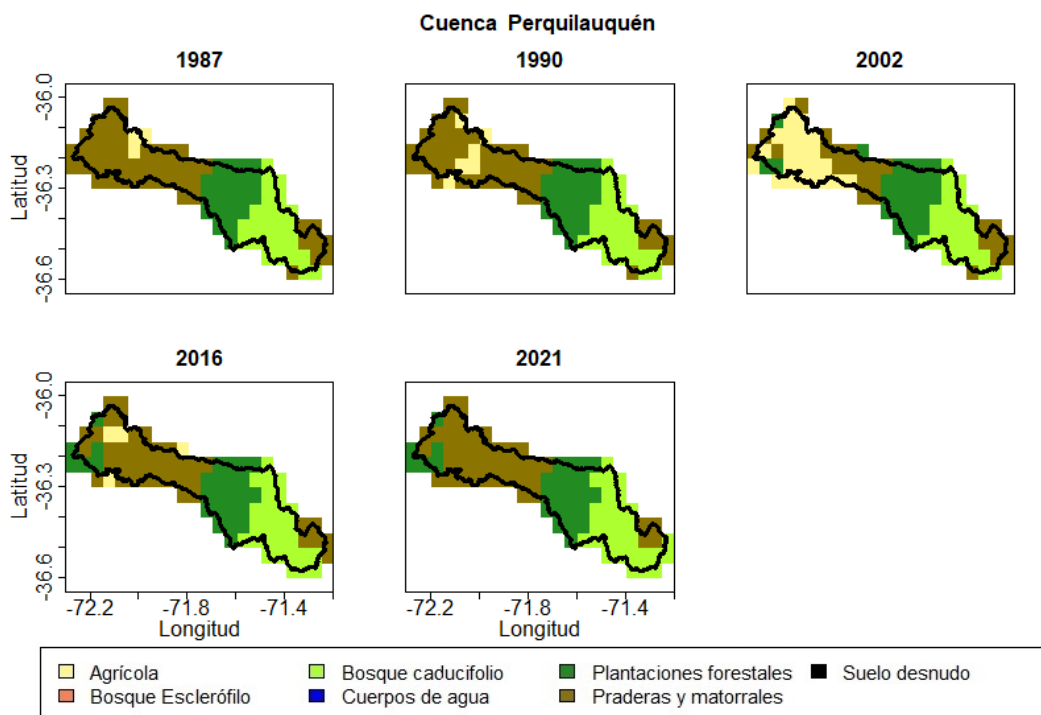 Cuenca Perquilauquén
1987
1990
2002
Latitud
-36.0
-36.3
-36.6
2016
2021
Latitud
-36.0
-36.3
-36.6
-72.2 -71.8 -71.4
-72.2 -71.8 -71.4
Longitud
Longitud
Agrícola
Bosque Esclerófilo
Bosque caducifolio
Cuerpos de agua
Plantaciones forestales
Praderas y matorrales
Suelo desnudo